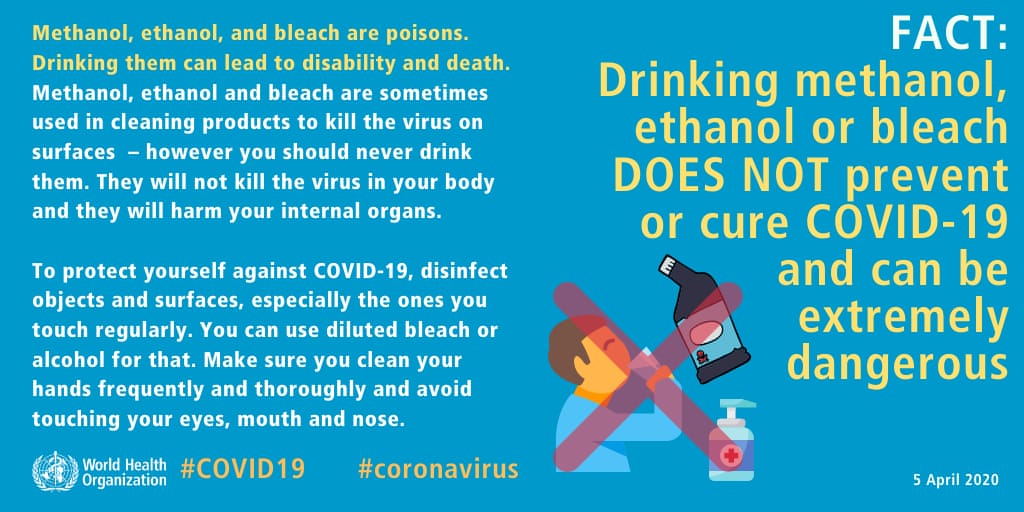 Methanol, ethanol, and bleach are poisons.
Drinking them can lead to disability and death.
Methanol, ethanol and bleach are sometimes
used in cleaning products to kill the virus on
surfaces – however you should never drink
them. They will not kill the virus in your body
and they will harm your internal organs.
To protect yourself against COVID-19, disinfect
objects and surfaces, especially the ones you
touch regularly. You can use diluted bleach or
alcohol for that. Make sure you clean your
hands frequently and thoroughly and avoid
touching your eyes, mouth and nose.
World Health
Organization
#COVID19 #coronavirus
FACT:
Drinking methanol,
ethanol or bleach
DOES NOT prevent
or cure COVID-19
and can be
extremely
dangerous
5 April 2020